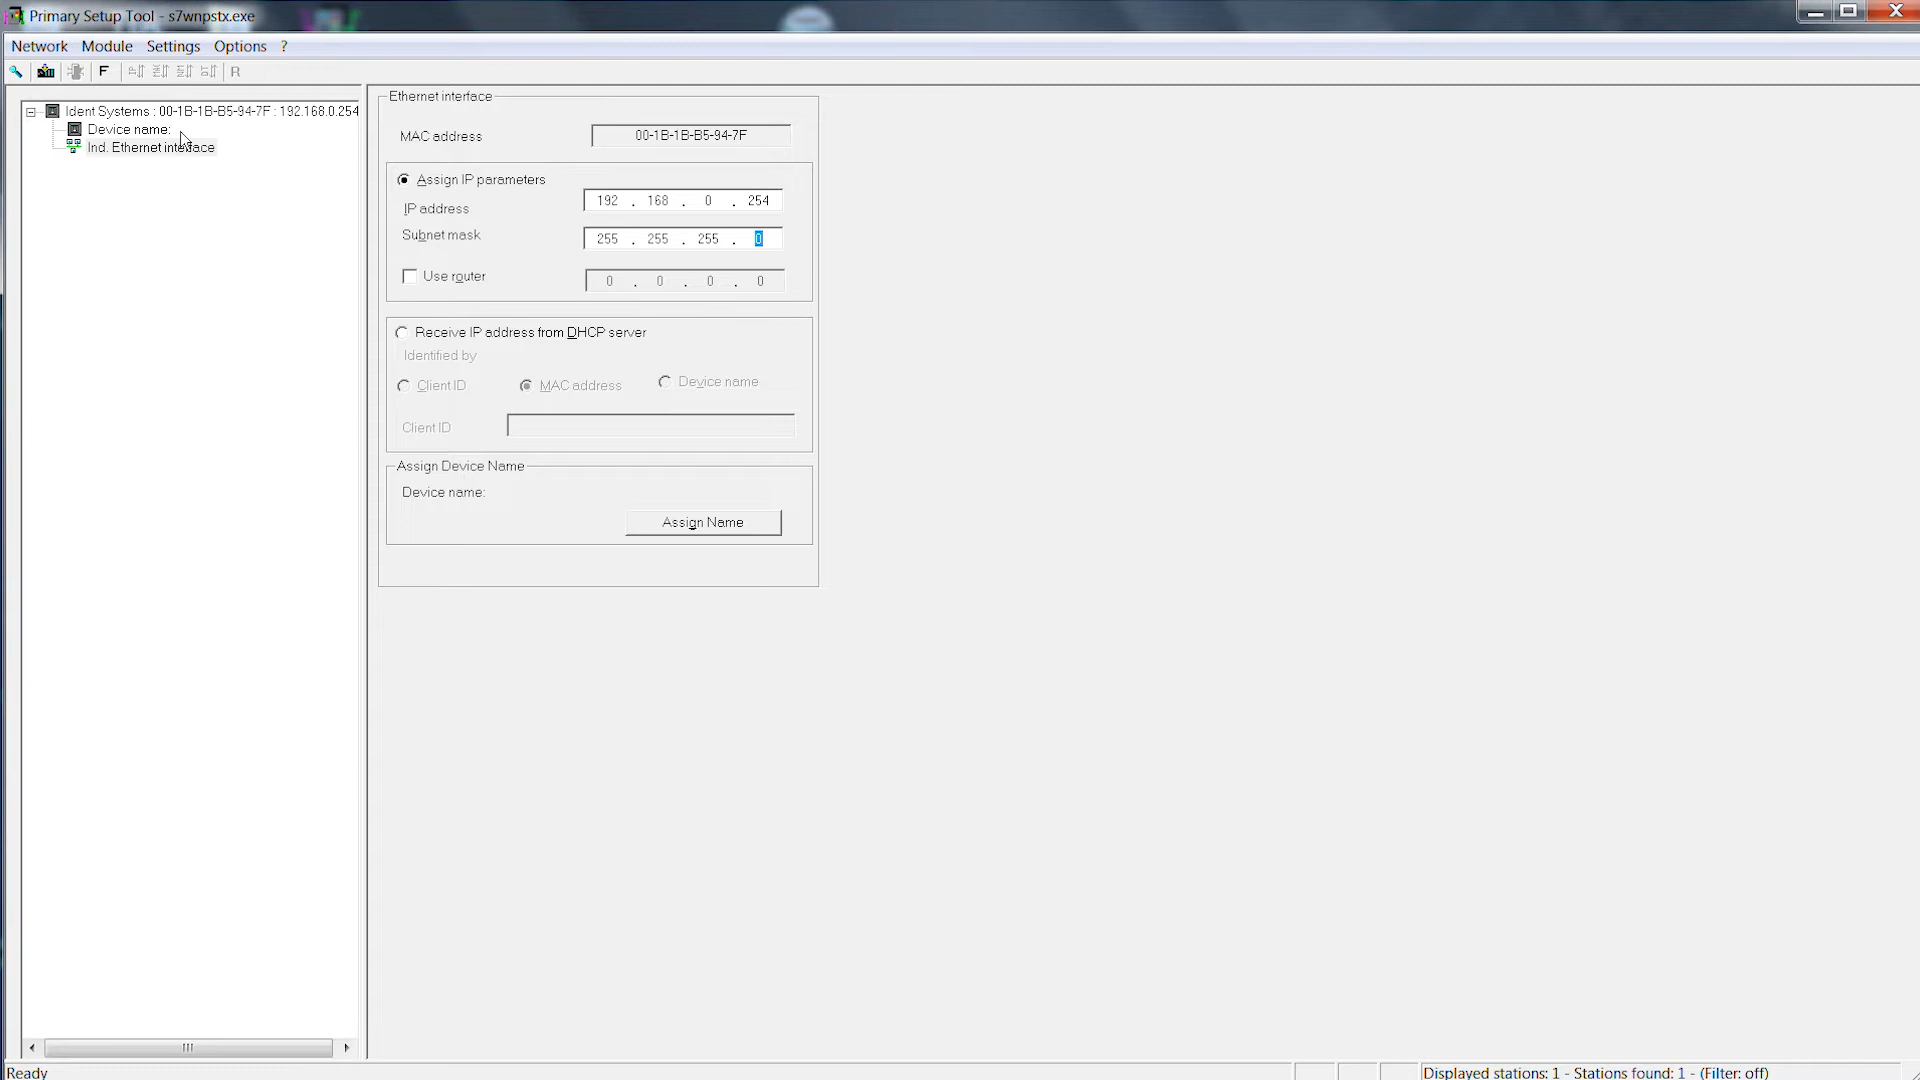 Primary Setup Tool - s7wnpstx.exe
Network Module Settings Options ?
F R
Ident Systems : 00-1B-1B-B5-94-7F : 192.168.0.254
Device name:
Ind. Ethernet interface
Ethernet interface
MAC address 00-1B-1B-B5-94-7F
Assign IP parameters
IP address 192 . 168 . 0 . 254
Subnet mask 255 . 255 . 255 . 0
Use router 0 . 0 . 0 . 0
Receive IP address from DHCP server
Identified by
Client ID MAC address Device name
Client ID
Assign Device Name
Device name:
Assign Name
Ready
Displayed stations: 1 - Stations found: 1 - (Filter: off)